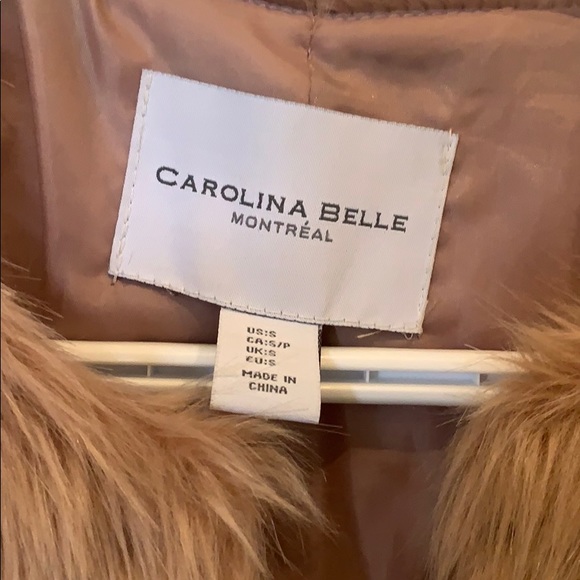 CAROLINA BELLE
MONTRÉAL
US:S
CA:S/P
UK:S
EU:S
MADE IN
CHINA